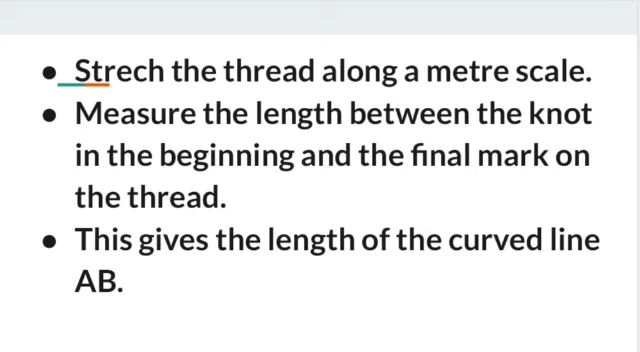 • Strech the thread along a metre scale.
• Measure the length between the knot
in the beginning and the final mark on
the thread.
• This gives the length of the curved line
AB.